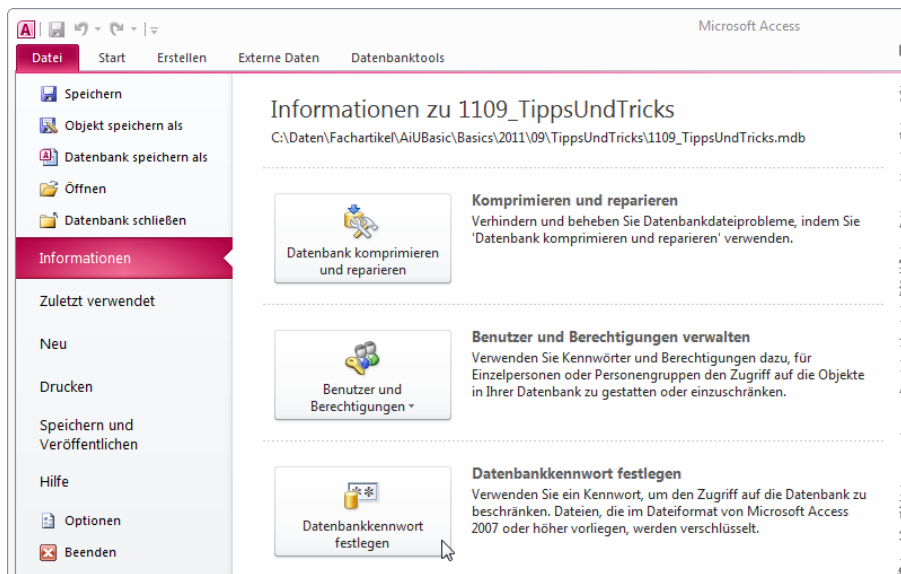 Microsoft Access
Datei Start Erstellen Externe Daten Datenbanktools
Speichern
Objekt speichern als
Datenbank speichern als
Öffnen
Datenbank schließen
Informationen
Zuletzt verwendet
Neu
Drucken
Speichern und
Veröffentlichen
Hilfe
Optionen
Beenden
Informationen zu 1109_TippsUndTricks
C:\Daten\Fachartikel\AiUBasic\Basics\2011\09\TippsUndTricks\1109_TippsUndTricks.mdb
Datenbank komprimieren
und reparieren
Komprimieren und reparieren
Verhindern und beheben Sie Datenbankdateiprobleme, indem Sie
'Datenbank komprimieren und reparieren' verwenden.
Benutzer und
Berechtigungen
Benutzer und Berechtigungen verwalten
Verwenden Sie Kennwörter und Berechtigungen dazu, für
Einzelpersonen oder Personengruppen den Zugriff auf die Objekte
in Ihrer Datenbank zu gestatten oder einzuschränken.
Datenbankkennwort
festlegen
Datenbankkennwort festlegen
Verwenden Sie ein Kennwort, um den Zugriff auf die Datenbank zu
beschränken. Dateien, die im Dateiformat von Microsoft Access
2007 oder höher vorliegen, werden verschlüsselt.